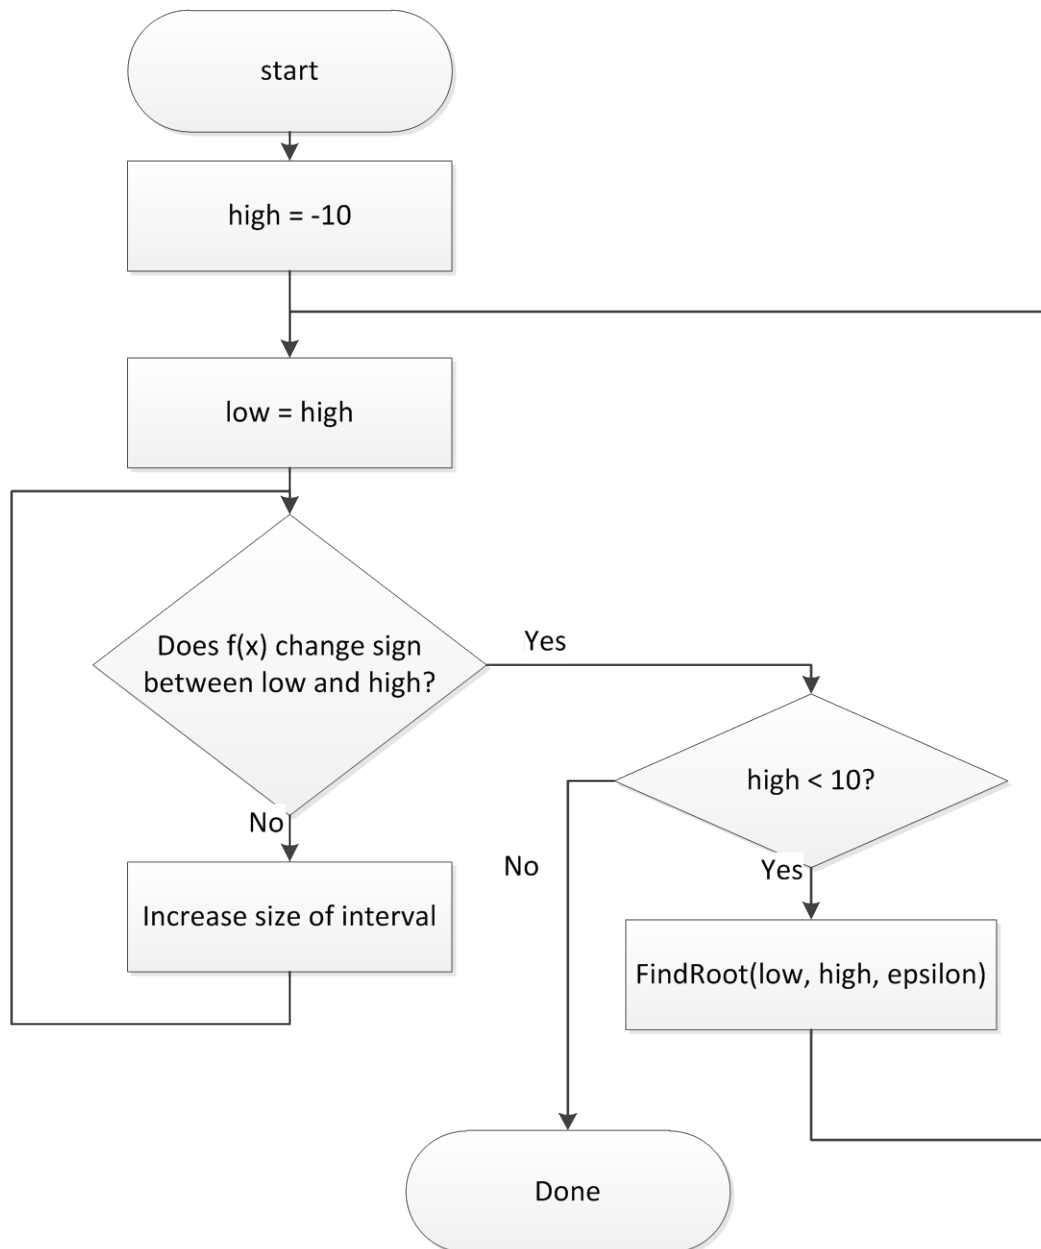 start
high = -10
low = high
Does f(x) change sign
between low and high?
Yes
No
Increase size of interval
high < 10?
No
Yes
FindRoot(low, high, epsilon)
Done